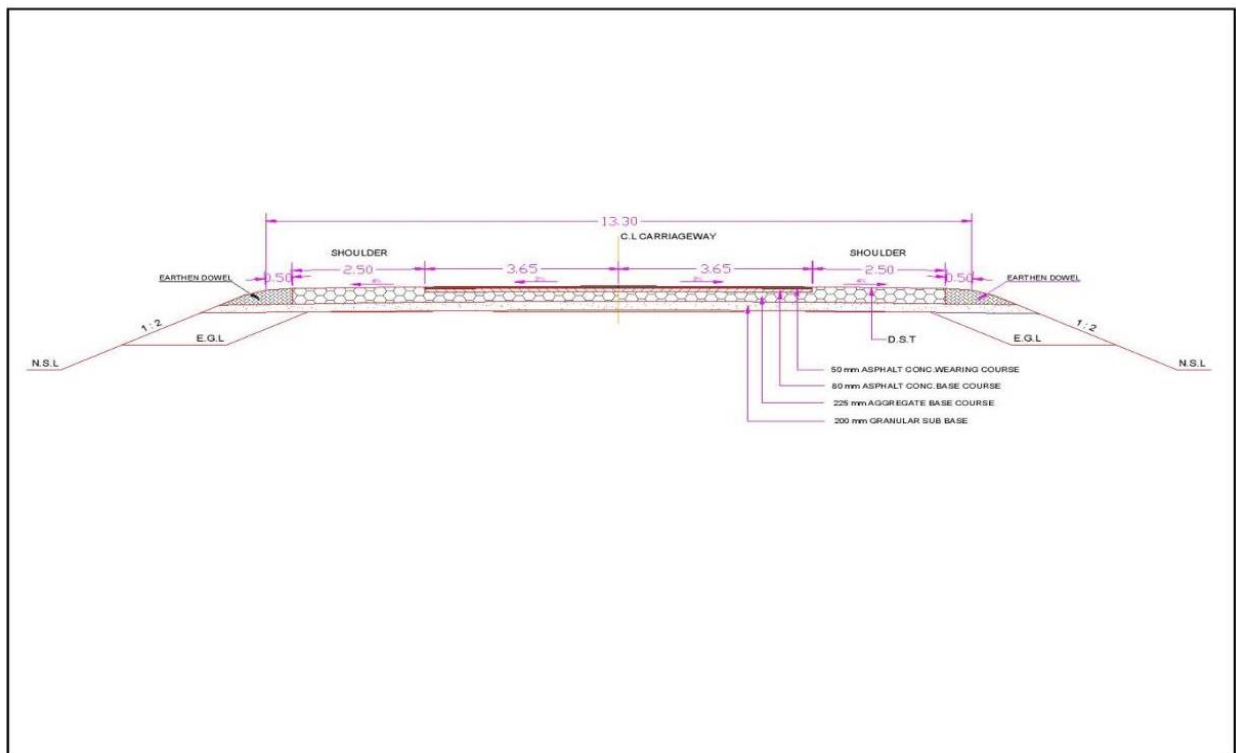 13.30
C.L CARRIAGEWAY
SHOULDER
SHOULDER
EARTHEN DOWEL
0.50
2.50
3.65
3.65
2.50
0.50
EARTHEN DOWEL
1 : 2
1 : 2
E.G.L
D.S.T
E.G.L
N.S.L
N.S.L
50 mm ASPHALT CONC.WEARING COURSE
80 mm ASPHALT CONC.BASE COURSE
225 mm AGGREGATE BASE COURSE
200 mm GRANULAR SUB BASE